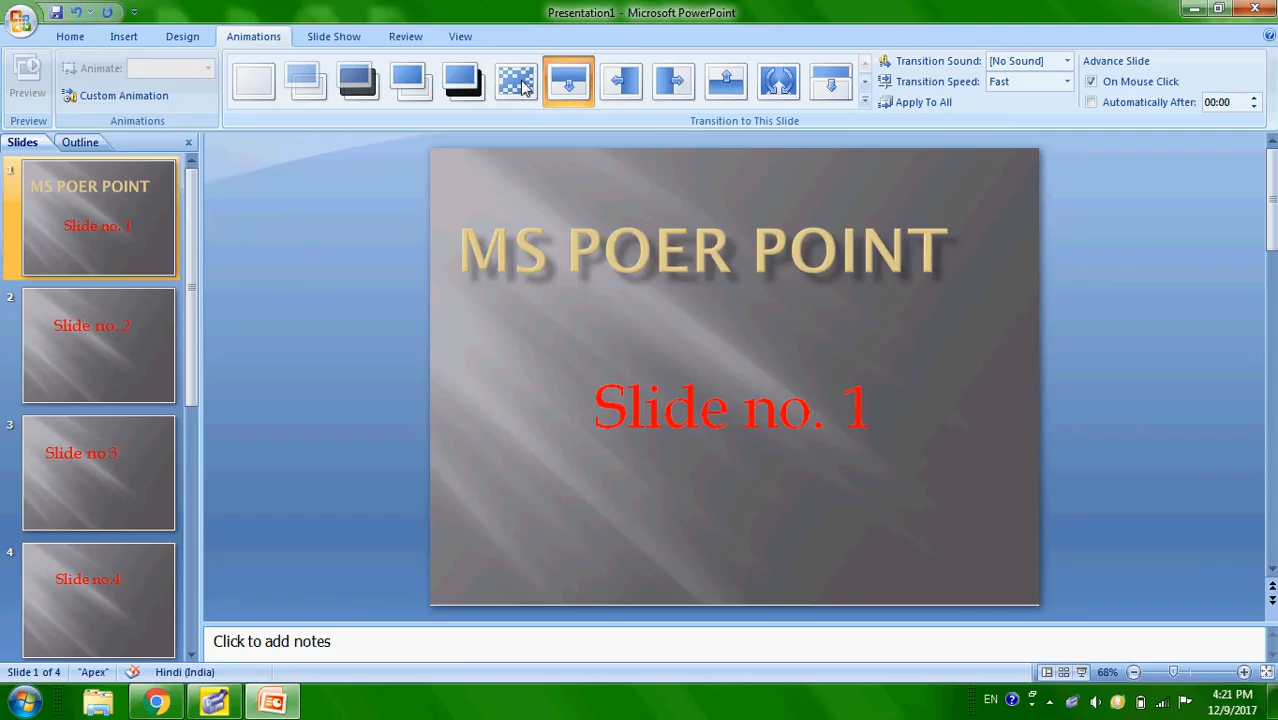 Presentation1 - Microsoft PowerPoint
Home Insert Design Animations Slide Show Review View
Preview
Preview
Animate:
Custom Animation
Animations
Transition to This Slide
Transition Sound: [No Sound]
Transition Speed: Fast
Apply To All
Advance Slide
On Mouse Click
Automatically After: 00:00
Slides Outline
1
MS POER POINT
Slide no. 1
2
Slide no. 2
3
Slide no 3
4
Slide no.4
MS POER POINT
Slide no. 1
Click to add notes
Slide 1 of 4 "Apex" Hindi (India) 68%
EN
4:21 PM
12/9/2017